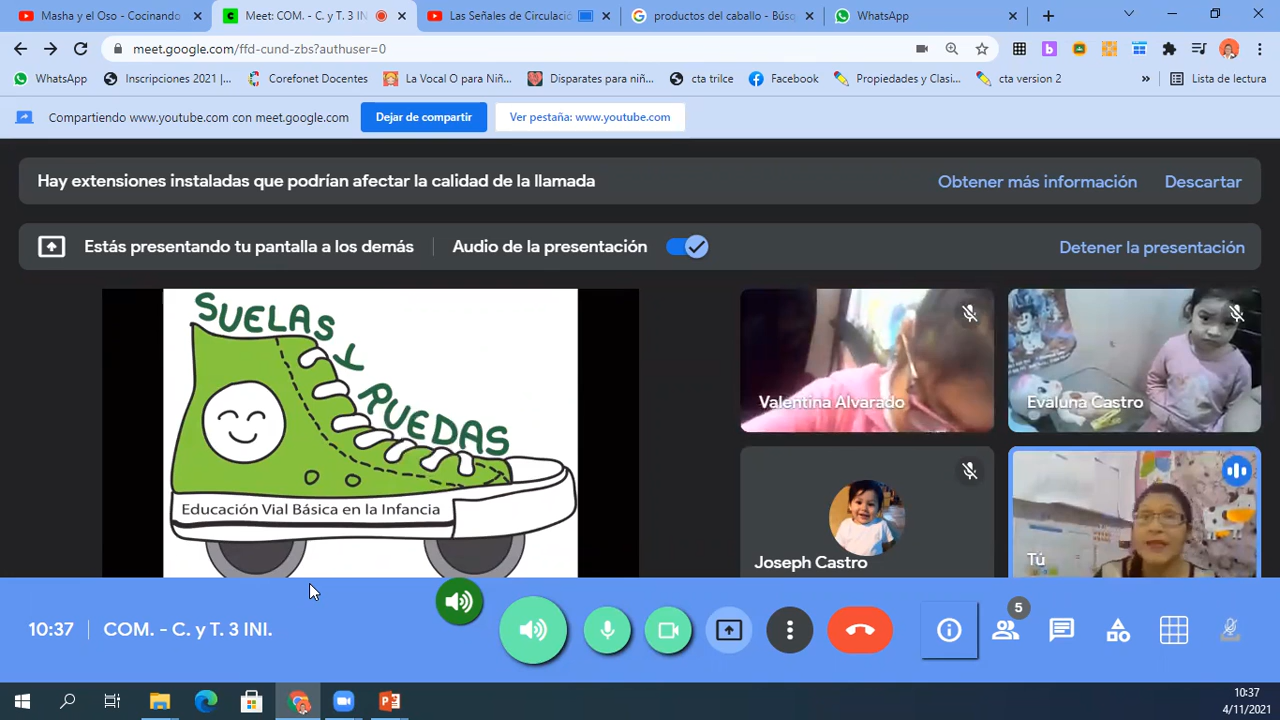 Masha y el Oso - Cocinando
Meet: COM. - C. y T. 3 IN
Las Señales de Circulaci
productos del caballo - Bús
WhatsApp
meet.google.com/ffd-cund-zbs?authuser=0
WhatsApp
Inscripciones 2021 |...
Corefonet Docentes
La Vocal O para Niñ...
Disparates para niñ...
cta trilce
Facebook
Propiedades y Clasi...
cta version 2
»
Lista de lectura
Compartiendo www.youtube.com con meet.google.com
Dejar de compartir
Ver pestaña: www.youtube.com
Hay extensiones instaladas que podrían afectar la calidad de la llamada
Obtener más información
Descartar
Estás presentando tu pantalla a los demás
Audio de la presentación
Detener la presentación
SUELAS
Y
RUEDAS
Educación Vial Básica en la Infancia
Valentina Alvarado
Evaluna Castro
Joseph Castro
Tú
10:37
COM. - C. y T. 3 INI.
5
10:37
4/11/2021